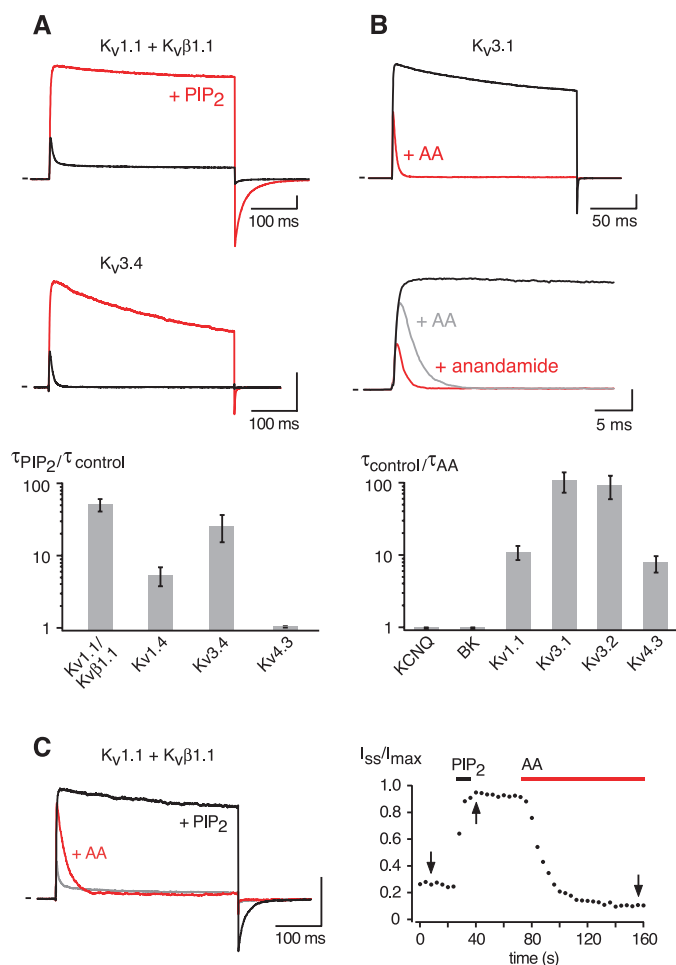 A
Kv1.1 + Kvβ1.1
+ PIP2
100 ms
Kv3.4
100 ms
τPIP2/τcontrol
100
10
1
Kv1.1/
Kvβ1.1
Kv1.4
Kv3.4
Kv4.3
B
Kv3.1
+ AA
50 ms
+ AA
+ anandamide
5 ms
τcontrol/τAA
100
10
1
KCNQ
BK
Kv1.1
Kv3.1
Kv3.2
Kv4.3
C
Kv1.1 + Kvβ1.1
+ PIP2
+ AA
100 ms
Iss/Imax
PIP2
AA
1.0
0.8
0.6
0.4
0.2
0
0
40
80
120
160
time (s)